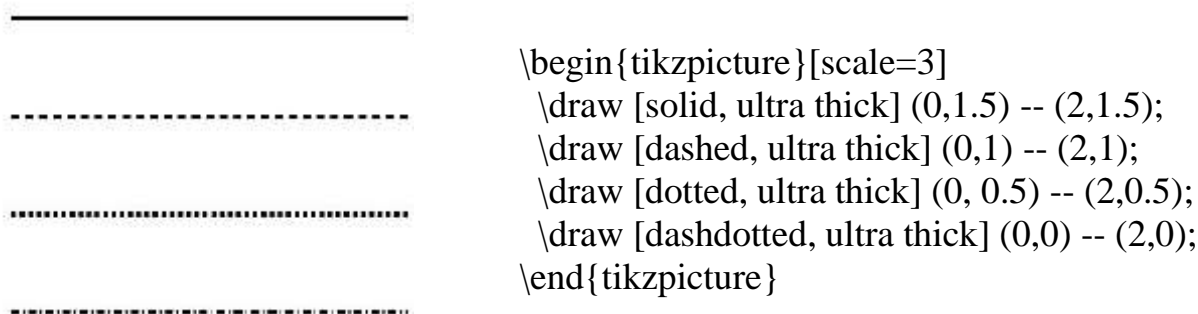 \begin{tikzpicture}[scale=3]
\draw [solid, ultra thick] (0,1.5) -- (2,1.5);
\draw [dashed, ultra thick] (0,1) -- (2,1);
\draw [dotted, ultra thick] (0, 0.5) -- (2,0.5);
\draw [dashdotted, ultra thick] (0,0) -- (2,0);
\end{tikzpicture}